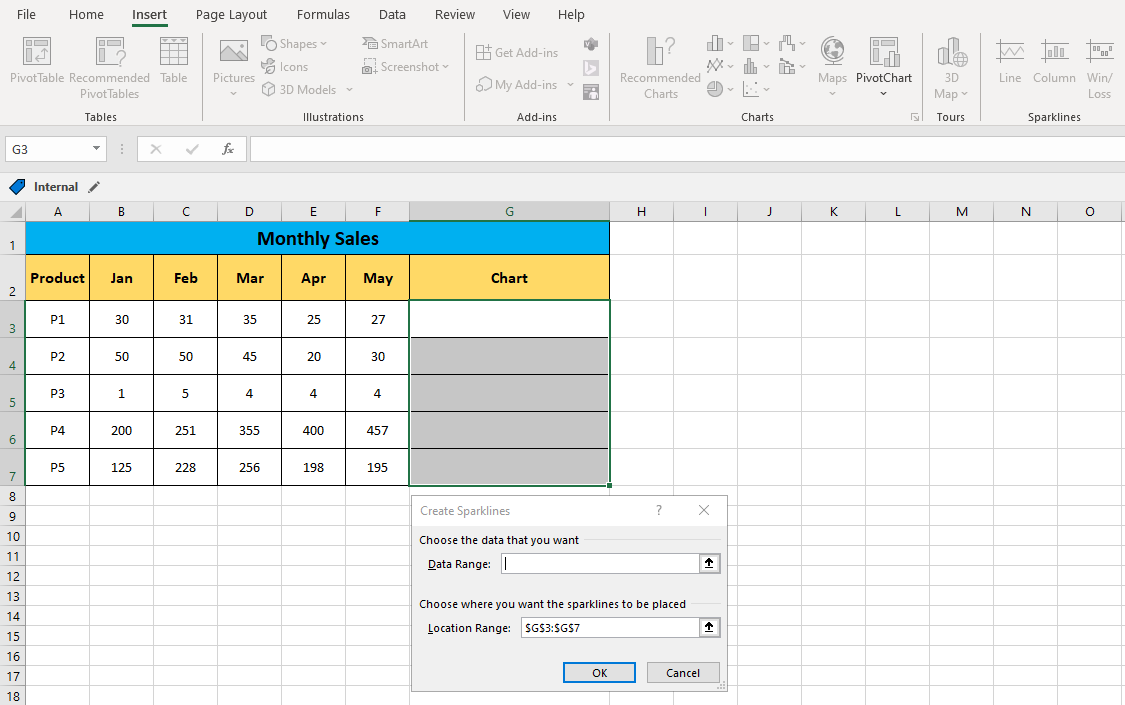 File Home Insert Page Layout Formulas Data Review View Help
PivotTable Recommended PivotTables Table
Tables
Pictures Shapes Icons 3D Models SmartArt Screenshot
Illustrations
Get Add-ins My Add-ins
Add-ins
Recommended Charts Maps PivotChart
Charts
3D Map
Tours
Line Column Win/ Loss
Sparklines
G3 fx
Internal
A B C D E F G H I J K L M N O
1 Monthly Sales
2 Product Jan Feb Mar Apr May Chart
3 P1 30 31 35 25 27
4 P2 50 50 45 20 30
5 P3 1 5 4 4 4
6 P4 200 251 355 400 457
7 P5 125 228 256 198 195
8
9
10
11
12
13
14
15
16
17
18
Create Sparklines ?
Choose the data that you want
Data Range:
Choose where you want the sparklines to be placed
Location Range: $G$3:$G$7
OK Cancel